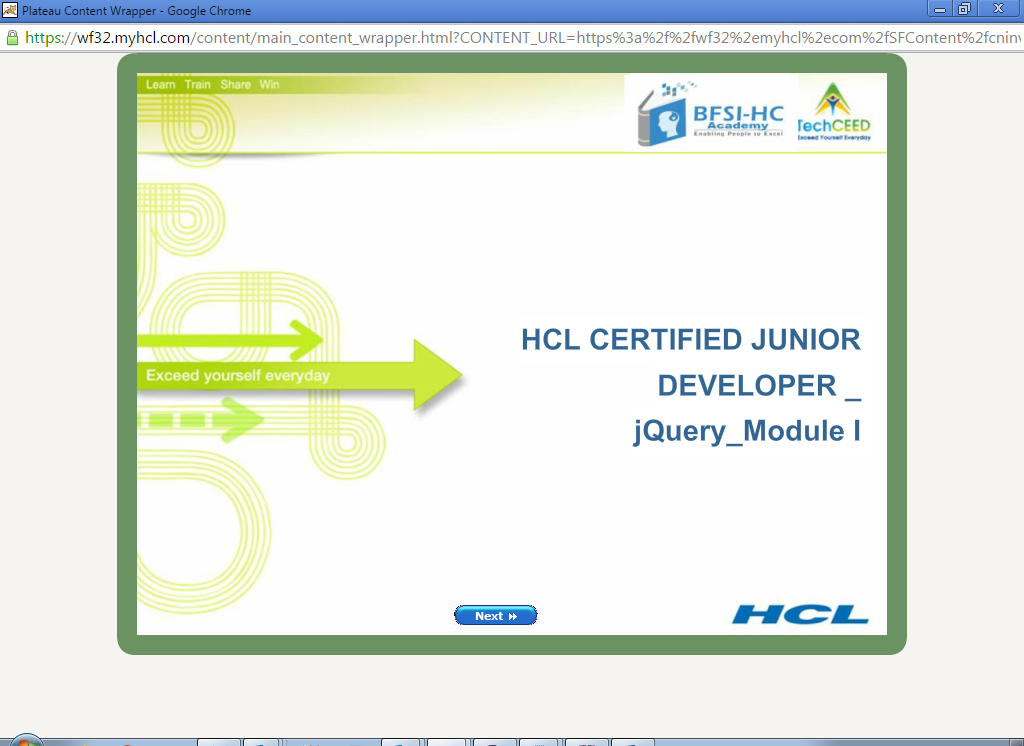 Plateau Content Wrapper - Google Chrome
https://wf32.myhcl.com/content/main_content_wrapper.html?CONTENT_URL=https%3a%2f%2fwf32%2emyhcl%2ecom%2fSFContent%2fcninv
Learn Train Share Win
BFSI-HC
Academy
Enabling People to Excel
TechCEED
Exceed Yourself Everyday
HCL CERTIFIED JUNIOR
DEVELOPER _
jQuery_Module I
Exceed yourself everyday
Next
HCL